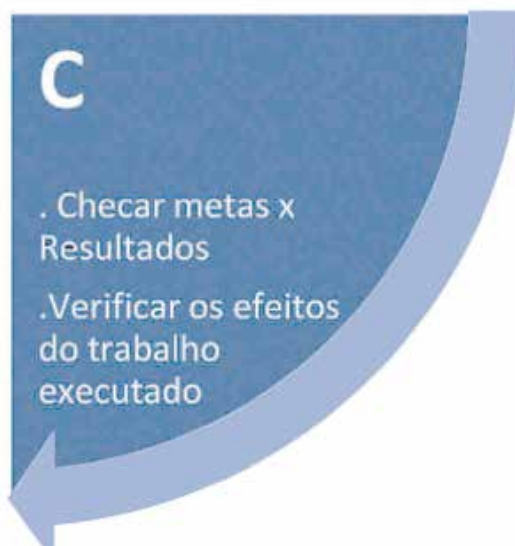 C
. Checar metas x
Resultados
.Verificar os efeitos
do trabalho
executado